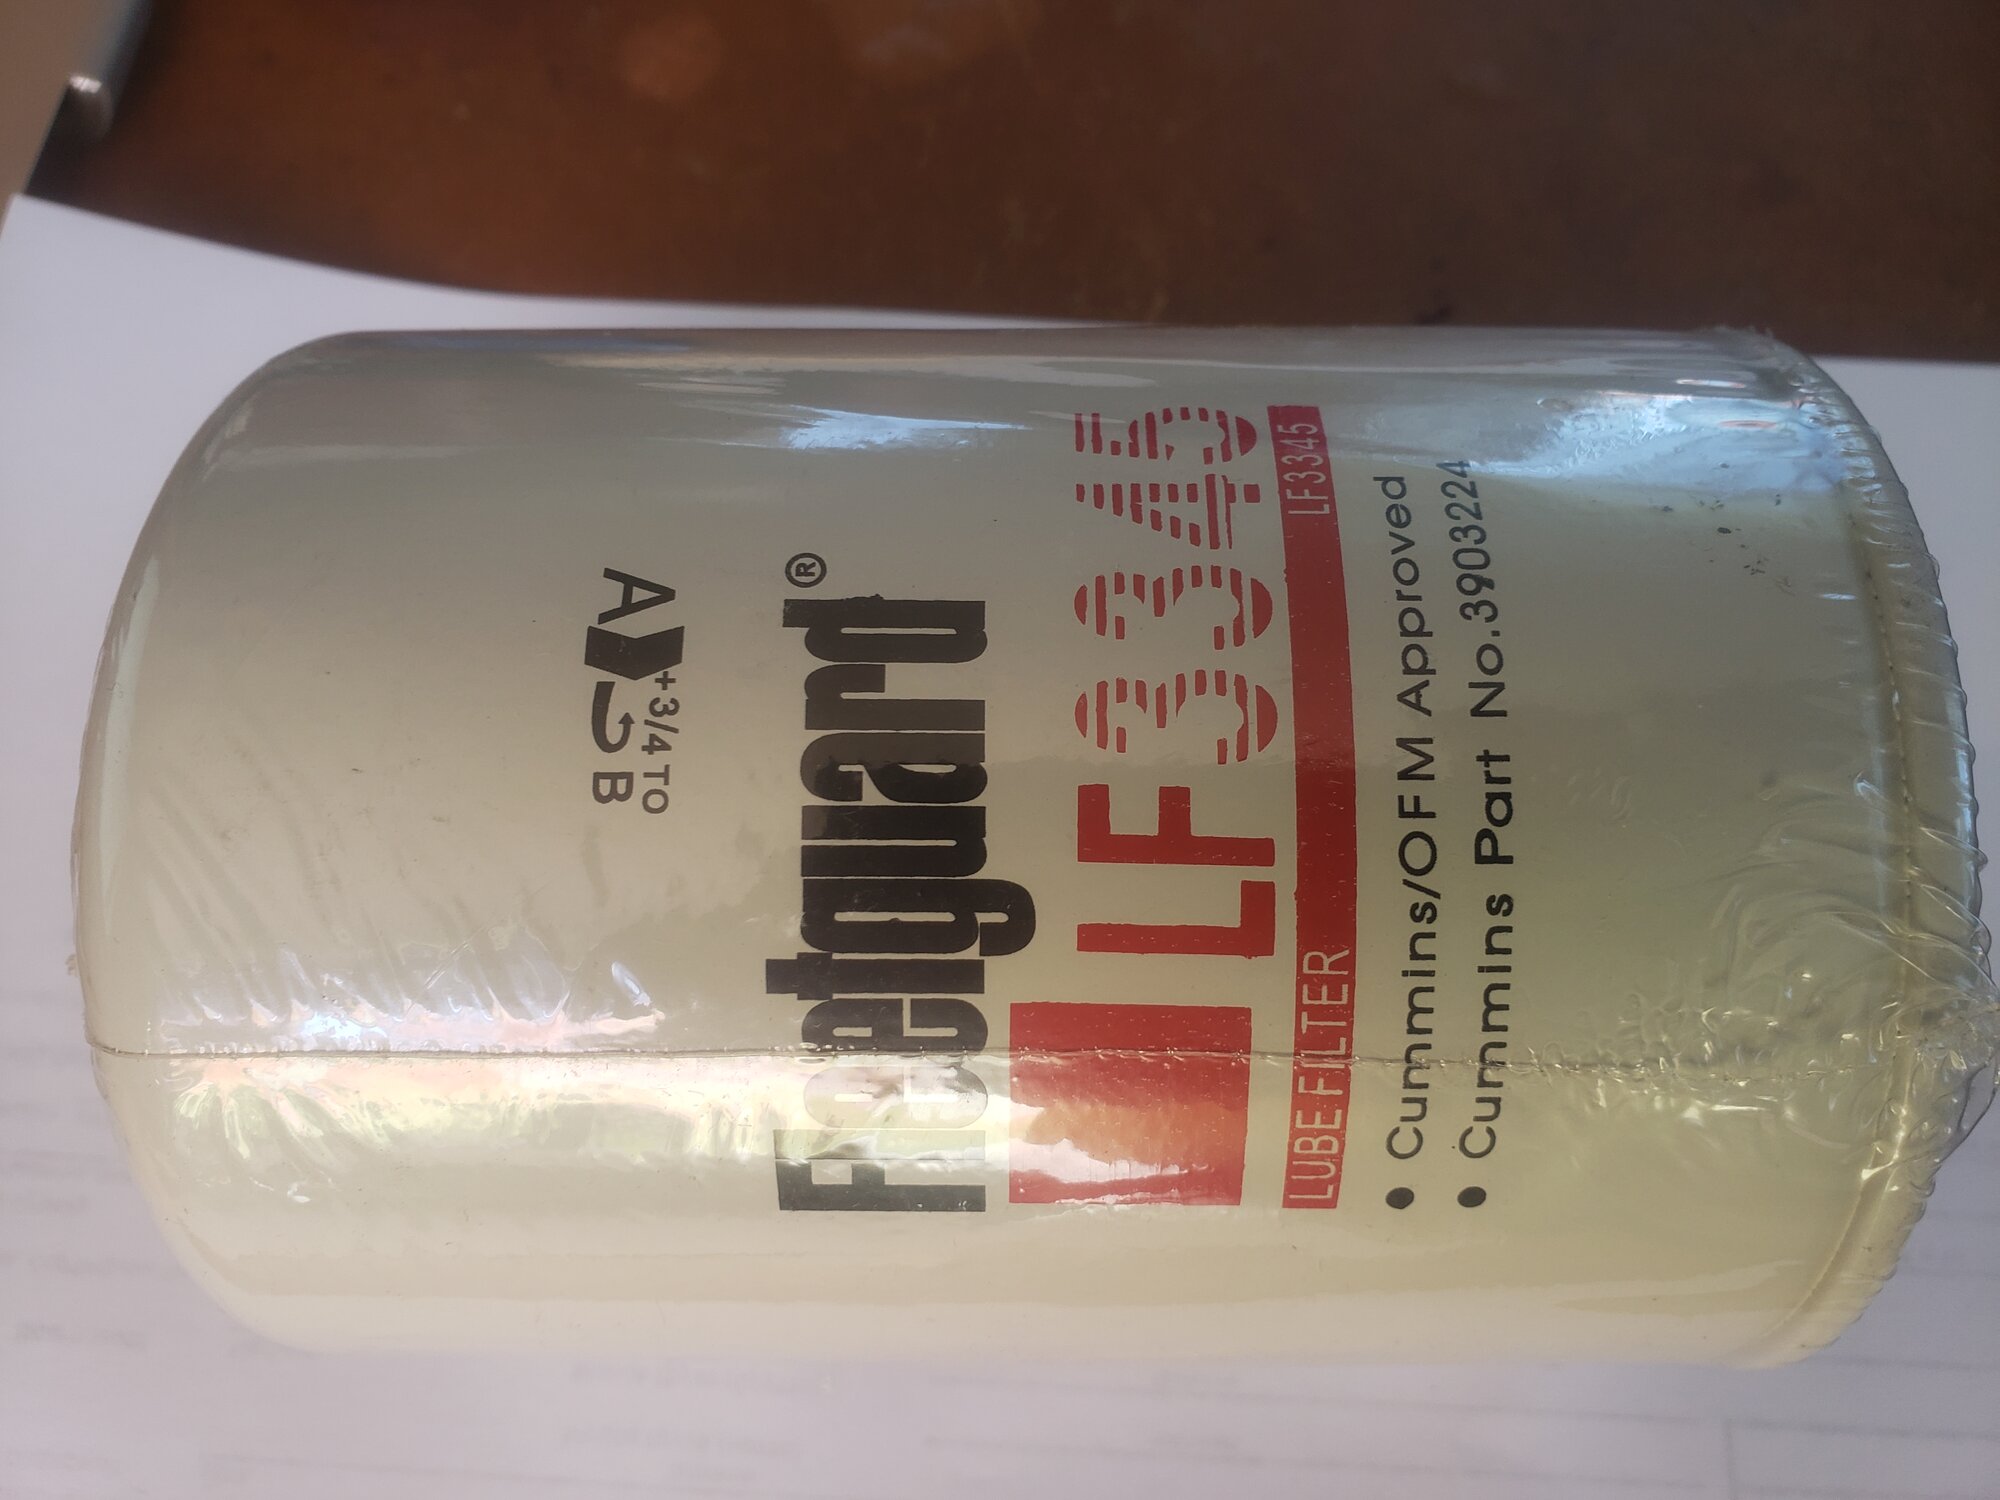 A B
+3/4 TO
Fleetguard®
LF3345
LUBE FILTER LF3345
• Cummins/OFM Approved
• Cummins Part No.3903224